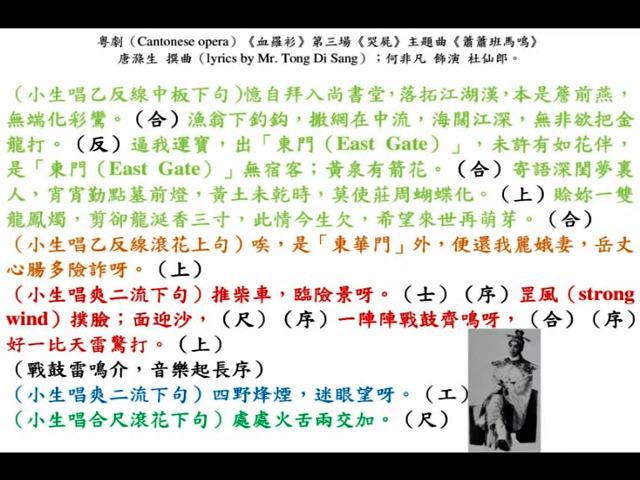 粵劇（Cantonese opera）《血羅衫》第三場《哭屍》主題曲《蕭蕭班馬鳴》
唐滌生 撰曲（lyrics by Mr. Tong Di Sang）；何非凡 飾演 杜仙郎。
（小生唱乙反線中板下句）憶自拜入尚書堂，落拓江湖漢，本是簷前燕，
無端化彩鸞。（合）漁翁下釣鈎，撒網在中流，海闊江深，無非欲把金
龍打。（反）逼我運寶，出「東門（East Gate）」，未許有如花伴，
是「東門（East Gate）」無宿客；黃泉有箭花。（合）寄語深閨夢裏
人，宵宵勤點墓前燈，黃土未乾時，莫使莊周蝴蝶化。（上）賒妳一雙
龍鳳燭，剪卻龍涎香三寸，此情今生欠，希望來世再萌芽。（合）
（小生唱乙反線滾花上句）唉，是「東華門」外，便還我麗娥妻，岳丈
心腸多險詐呀。（上）
（小生唱爽二流下句）推柴車，臨險景呀。（士）（序）罡風（strong
wind）撲臉；面迎沙，（尺）（序）一陣陣戰鼓齊鳴呀，（合）（序）
好一比天雷驚打。（上）
（戰鼓雷鳴介，音樂起長序）
（小生唱爽二流下句）四野烽煙，迷眼望呀。（工）
（小生唱合尺滾花下句）處處火舌兩交加。（尺）